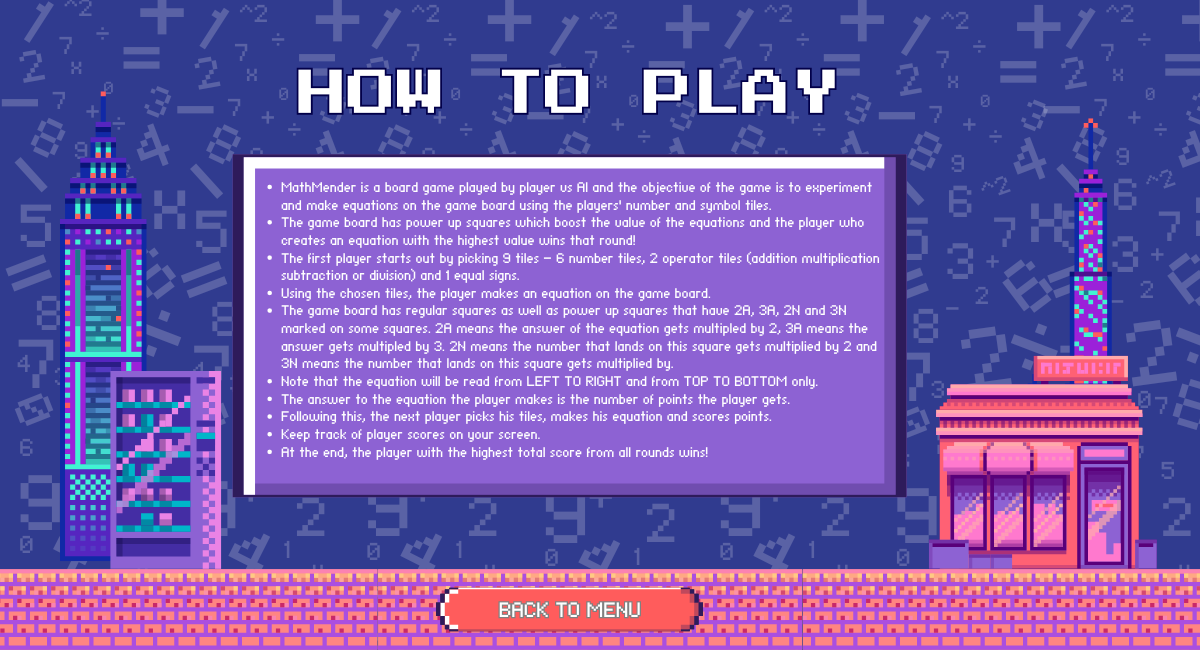 HOW TO PLAY
• MathMender is a board game played by player us AI and the objective of the game is to experiment
and make equations on the game board using the players' number and symbol tiles.
• The game board has power up squares which boost the value of the equations and the player who
creates an equation with the highest value wins that round!
• The first player starts out by picking 9 tiles - 6 number tiles, 2 operator tiles (addition multiplication
subtraction or division) and 1 equal signs.
• Using the chosen tiles, the player makes an equation on the game board.
• The game board has regular squares as well as power up squares that have 2A, 3A, 2N and 3N
marked on some squares. 2A means the answer of the equation gets multipled by 2, 3A means the
answer gets multipled by 3. 2N means the number that lands on this square gets multiplied by 2 and
3N means the number that lands on this square gets multiplied by.
• Note that the equation will be read from LEFT TO RIGHT and from TOP TO BOTTOM only.
• The answer to the equation the player makes is the number of points the player gets.
• Following this, the next player picks his tiles, makes his equation and scores points.
• Keep track of player scores on your screen.
• At the end, the player with the highest total score from all rounds wins!
BACK TO MENU